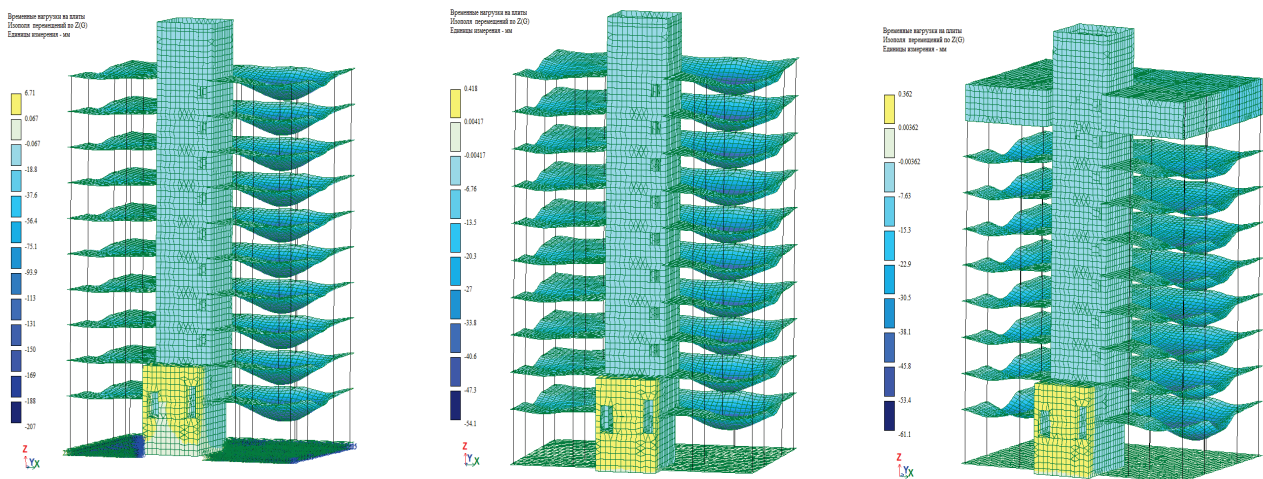 Временные нагрузки на плиты
Изополя перемещений по Z(G)
Единицы измерения - мм
6.71
0.067
-0.067
-18.8
-37.6
-56.4
-75.1
-93.9
-113
-131
-150
-169
-188
-207
Z
Y X
Временные нагрузки на плиты
Изополя перемещений по Z(G)
Единицы измерения - мм
0.418
0.00417
-0.00417
-6.76
-13.5
-20.3
-27
-33.8
-40.6
-47.3
-54.1
Z
Y X
Временные нагрузки на плиты
Изополя перемещений по Z(G)
Единицы измерения - мм
0.362
0.00362
-0.00362
-7.63
-15.3
-22.9
-30.5
-38.1
-45.8
-53.4
-61.1
Z
Y X